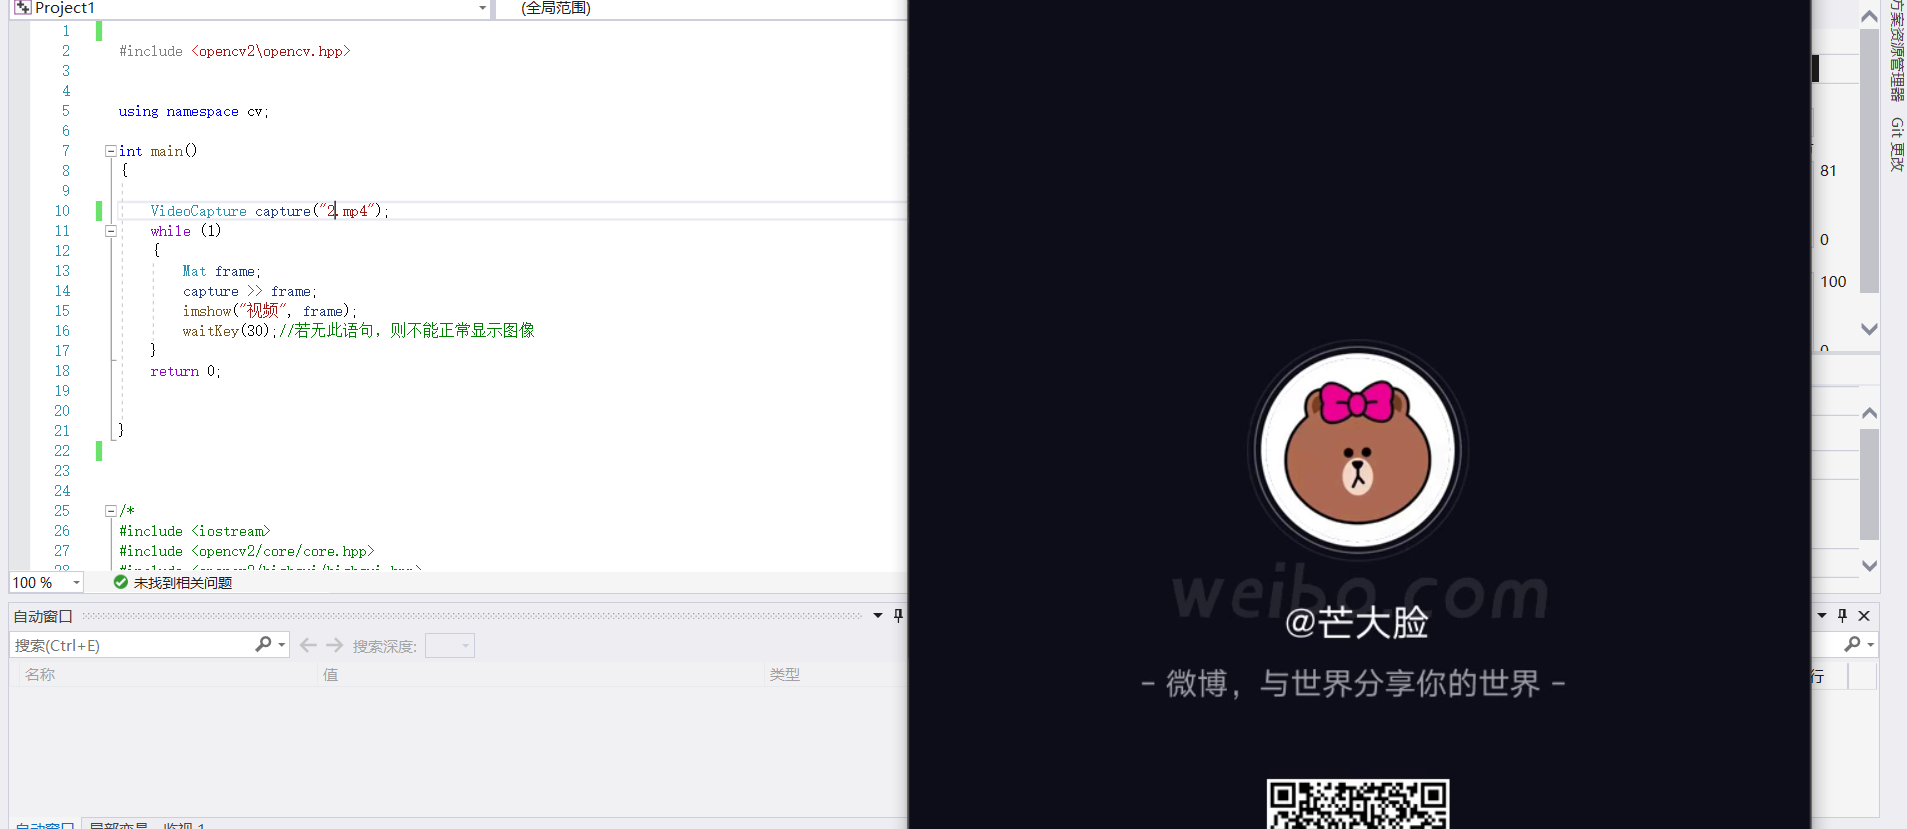 Project1
(全局范围)
1
2 #include <opencv2\opencv.hpp>
3
4
5 using namespace cv;
6
7 int main()
8 {
9
10 VideoCapture capture("2.mp4");
11 while (1)
12 {
13 Mat frame;
14 capture >> frame;
15 imshow("视频", frame);
16 waitKey(30);//若无此语句，则不能正常显示图像
17 }
18 return 0;
19
20
21 }
22
23
24
25 /*
26 #include <iostream>
27 #include <opencv2/core/core.hpp>
28 #include <opencv2/highgui/highgui.hpp>
100 %
未找到相关问题
自动窗口
搜索(Ctrl+E)
搜索深度:
名称 值 类型
自动窗口 局部变量 监视 1
weibo.com
@芒大脸
- 微博，与世界分享你的世界 -
81
0
100
0
行
方案资源管理器
Git 更改